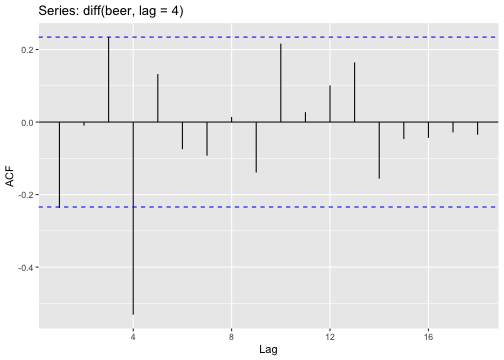 Series: diff(beer, lag = 4)
0.2
0.0
-0.2
-0.4
ACF
4
8
12
16
Lag